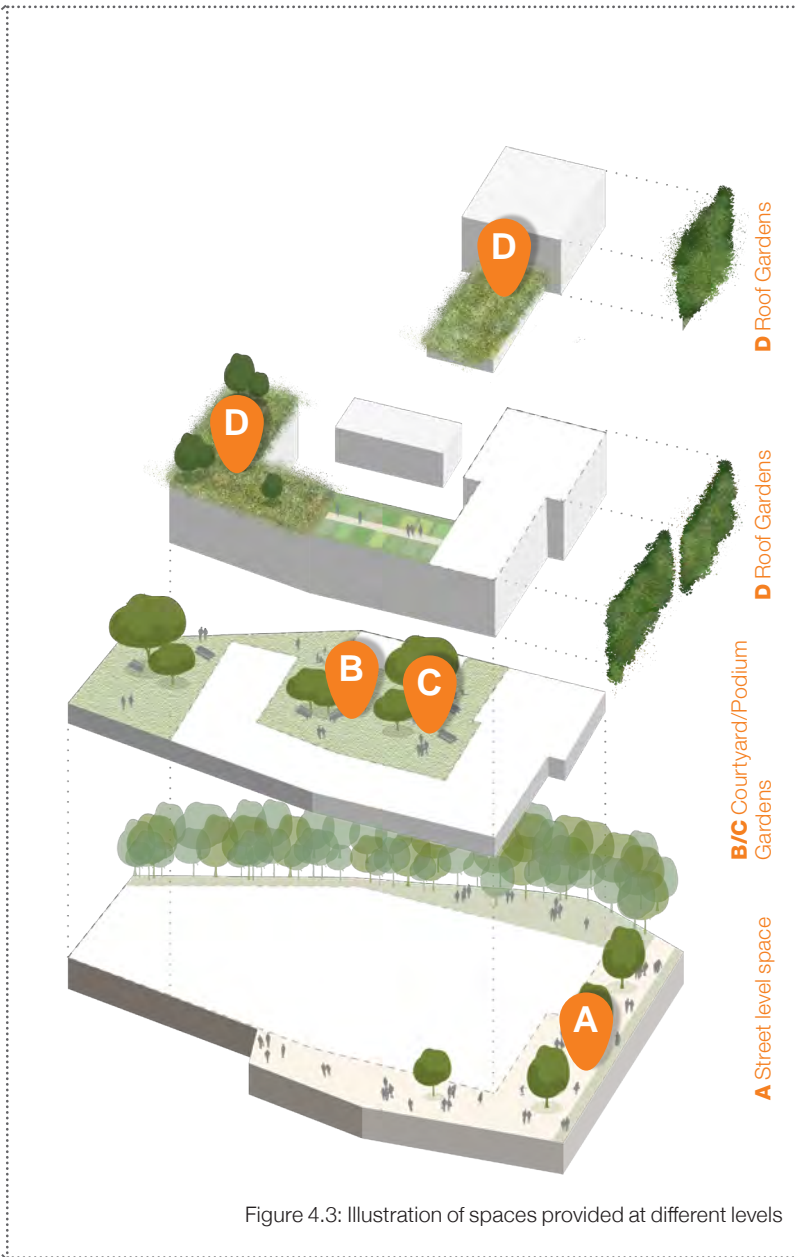 D
D Roof Gardens
D
D Roof Gardens
B
C
B/C Courtyard/Podium
Gardens
A
A Street level space
Figure 4.3: Illustration of spaces provided at different levels